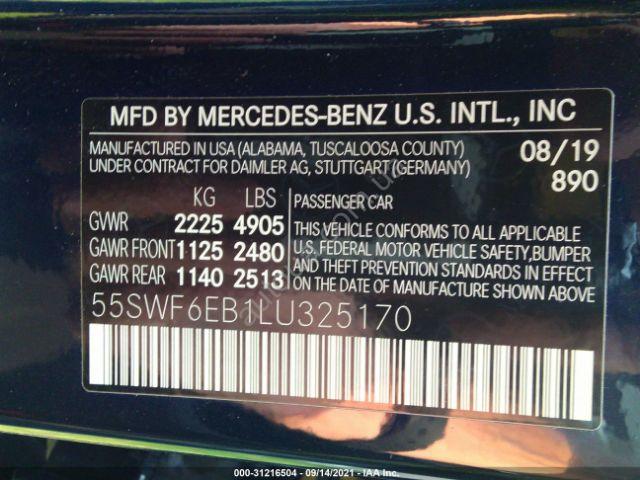 MFD BY MERCEDES-BENZ U.S. INTL., INC
MANUFACTURED IN USA (ALABAMA, TUSCALOOSA COUNTY)
UNDER CONTRACT FOR DAIMLER AG, STUTTGART (GERMANY)
08/19
890
KG LBS
GVWR 2225 4905
GAWR FRONT 1125 2480
GAWR REAR 1140 2513
PASSENGER CAR
THIS VEHICLE CONFORMS TO ALL APPLICABLE
U.S. FEDERAL MOTOR VEHICLE SAFETY, BUMPER
AND THEFT PREVENTION STANDARDS IN EFFECT
ON THE DATE OF MANUFACTURE SHOWN ABOVE.
55SWF6EB1LU325170
000-31216504 - 09/14/2021 - IAA Inc.